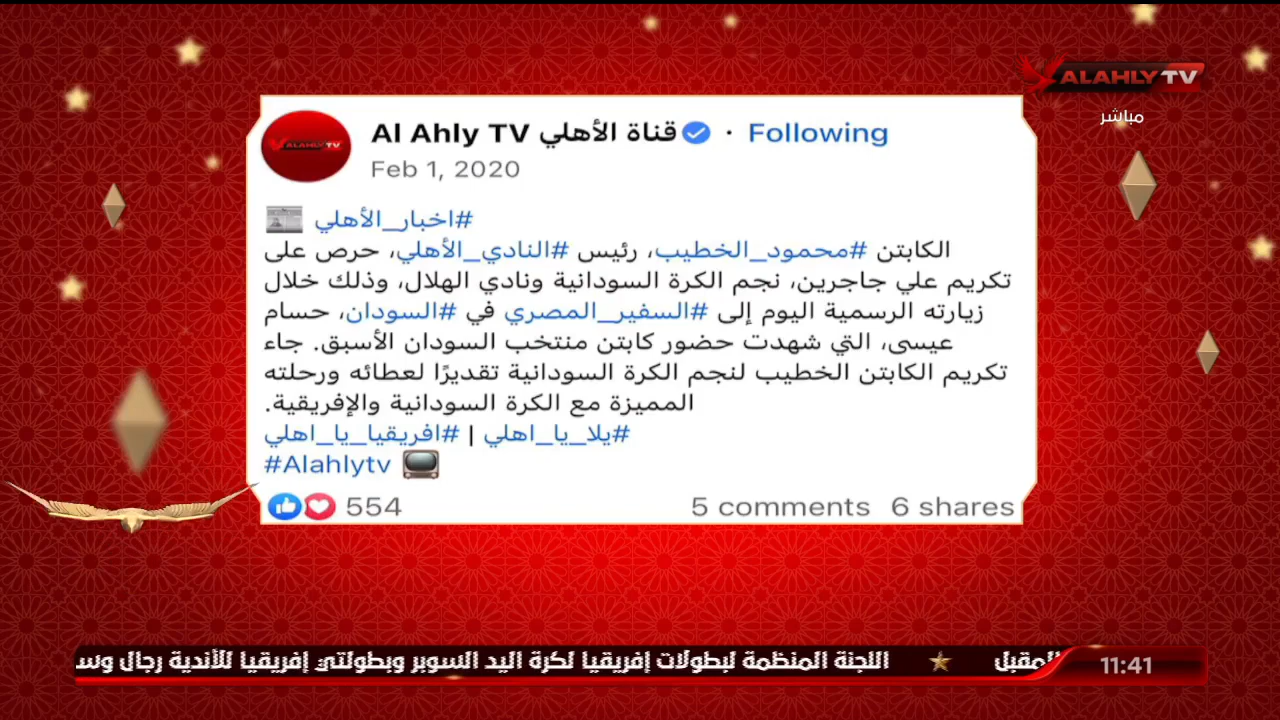 ALAHLY TV
مباشر
ALAHLY TV
Al Ahly TV قناة الأهلي · Following
Feb 1, 2020
#اخبار_الأهلي
الكابتن #محمود_الخطيب، رئيس #النادي_الأهلي، حرص على
تكريم علي جاجرين، نجم الكرة السودانية ونادي الهلال، وذلك خلال
زيارته الرسمية اليوم إلى #السفير_المصري في #السودان، حسام
عيسى، التي شهدت حضور كابتن منتخب السودان الأسبق. جاء
تكريم الكابتن الخطيب لنجم الكرة السودانية تقديرًا لعطائه ورحلته
المميزة مع الكرة السودانية والإفريقية.
#يلا_يا_اهلي | #افريقيا_يا_اهلي
#Alahlytv
554 5 comments 6 shares
المقبل ★ اللجنة المنظمة لبطولات إفريقيا لكرة اليد السوبر وبطولتي إفريقيا للأندية رجال وسـ
11:41